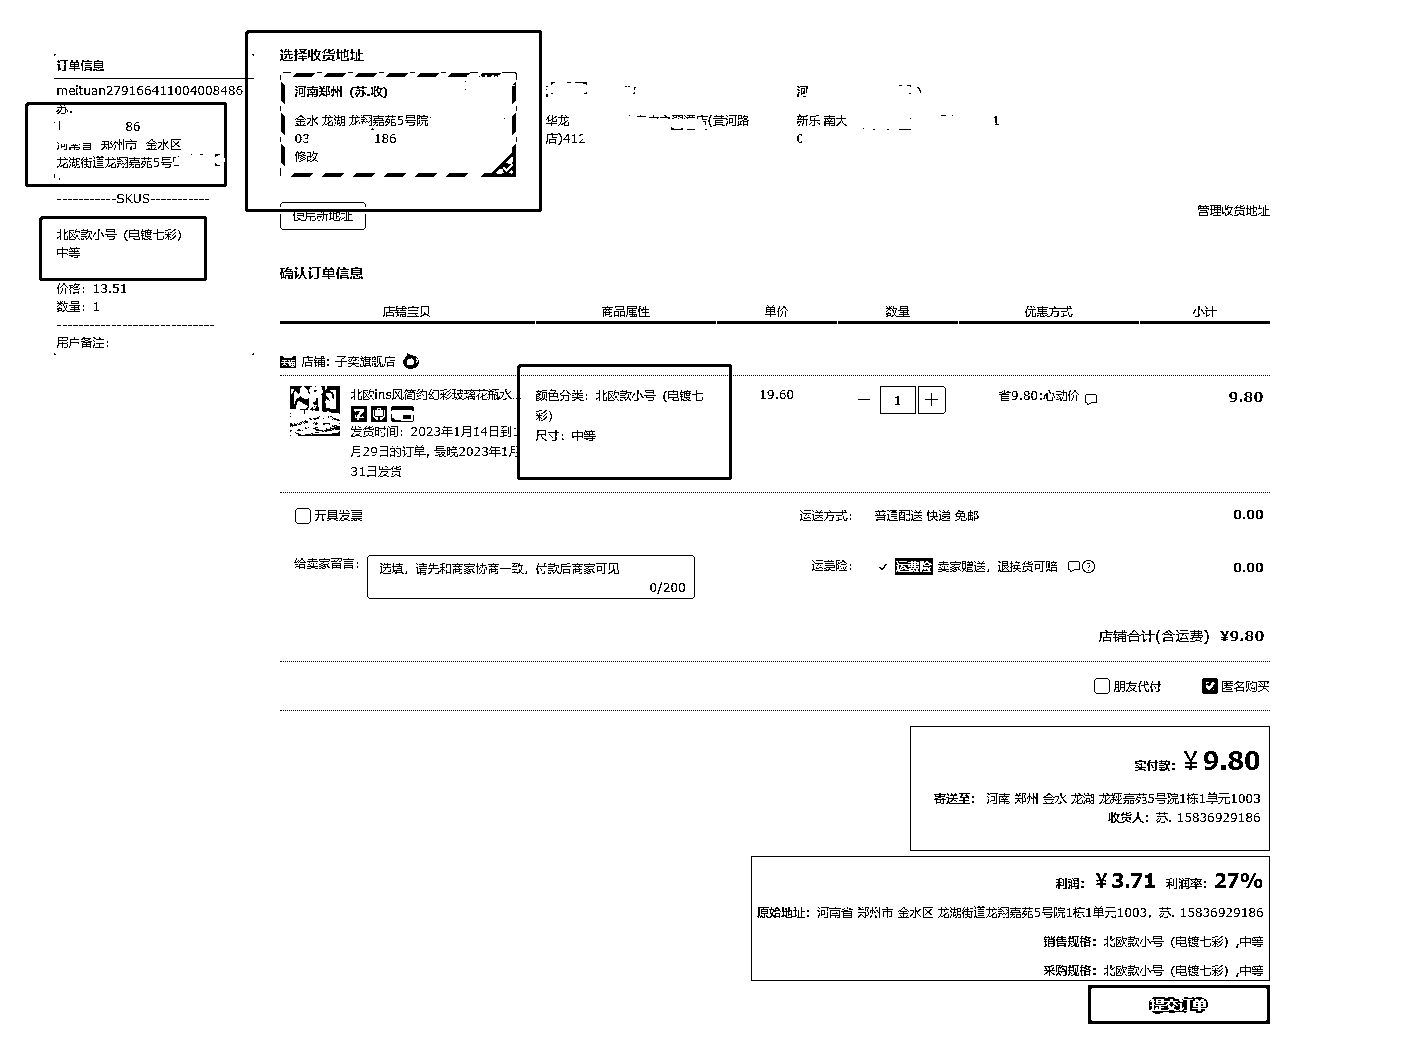 订单信息
meituan279166411004008486
苏.
86
河南省 郑州市 金水区
龙湖街道龙翔嘉苑5号
-----------SKUS-----------
北欧款小号（电镀七彩）
中等
价格：13.51
数量：1
-----------------------------
用户备注：
选择收货地址
河南郑州（苏.收）
金水 龙湖 龙翔嘉苑5号院
03 186
修改
华龙
店(黄河路
店)412
河
新乐 南大 1
0
使用新地址
管理收货地址
确认订单信息
店铺宝贝 商品属性 单价 数量 优惠方式 小计
天猫 店铺：子奕旗舰店
北欧ins风简约幻彩玻璃花瓶水...
发货时间：2023年1月14日到1
月29日的订单，最晚2023年1月
31日发货
颜色分类：北欧款小号（电镀七
彩）
尺寸：中等
19.60
— 1 +
省9.80:心动价
9.80
开具发票
运送方式： 普通配送 快递 免邮 0.00
给卖家留言：
选填，请先和商家协商一致，付款后商家可见
0/200
运费险： 运费险 卖家赠送，退换货可赔 ? 0.00
店铺合计(含运费) ¥9.80
朋友代付 匿名购买
实付款：¥9.80
寄送至： 河南 郑州 金水 龙湖 龙翔嘉苑5号院1栋1单元1003
收货人：苏. 15836929186
利润：¥3.71 利润率：27%
原始地址：河南省 郑州市 金水区 龙湖街道龙翔嘉苑5号院1栋1单元1003，苏. 15836929186
销售规格：北欧款小号（电镀七彩）,中等
采购规格：北欧款小号（电镀七彩）,中等
提交订单